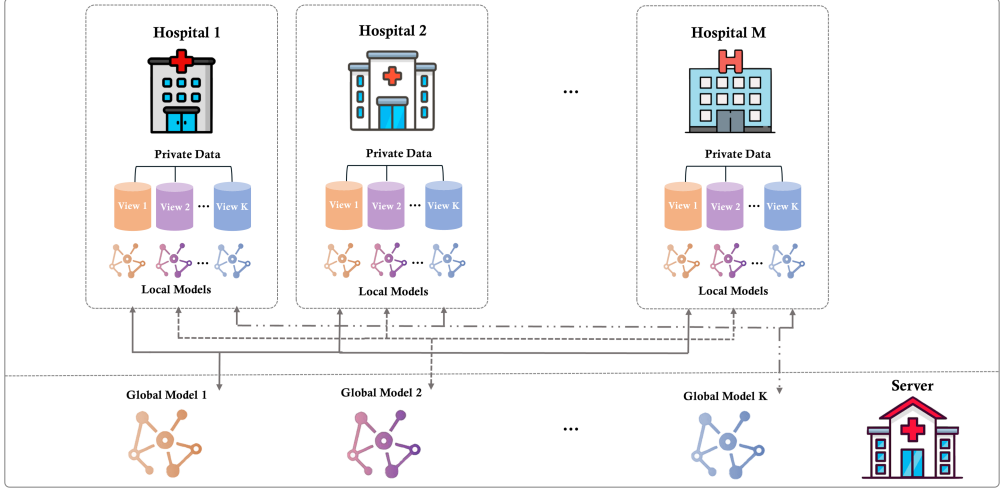 Hospital 1
Hospital 2
Hospital M
...
Private Data
Private Data
Private Data
View 1
View 2
...
View K
View 1
View 2
...
View K
View 1
View 2
...
View K
...
...
...
Local Models
Local Models
Local Models
Global Model 1
Global Model 2
Global Model K
Server
...